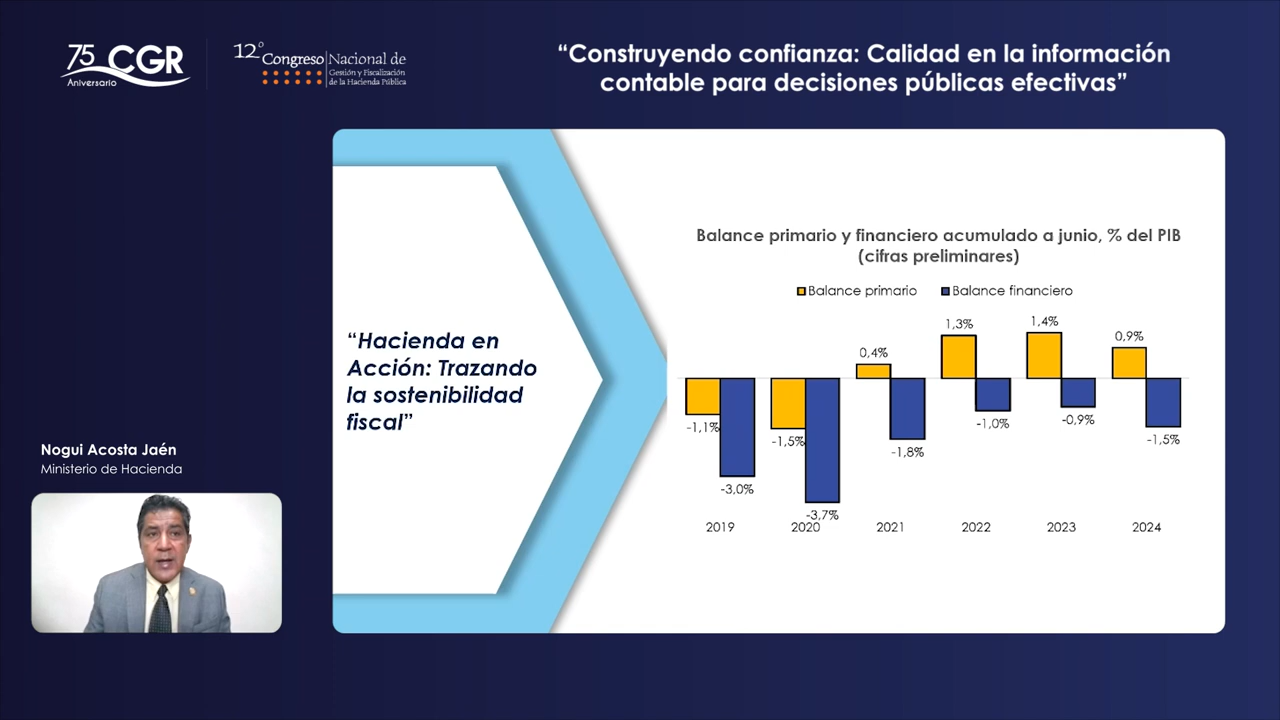 75 CGR
Aniversario
12° Congreso Nacional de
Gestión y Fiscalización
de la Hacienda Pública
“Construyendo confianza: Calidad en la información
contable para decisiones públicas efectivas”
“Hacienda en
Acción: Trazando
la sostenibilidad
fiscal”
Balance primario y financiero acumulado a junio, % del PIB
(cifras preliminares)
Balance primario Balance financiero
1,3% 1,4% 0,9%
0,4%
-1,1% -1,5% -1,0% -0,9% -1,5%
-1,8%
-3,0%
-3,7%
2019 2020 2021 2022 2023 2024
Nogui Acosta Jaén
Ministerio de Hacienda